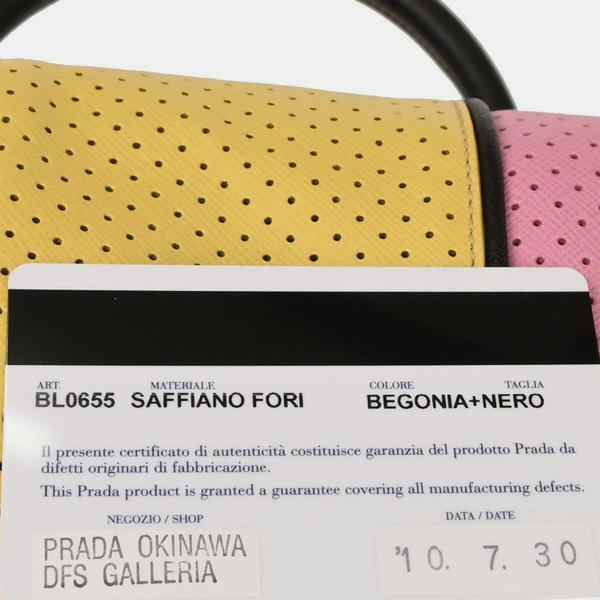 ART. MATERIALE COLORE TAGLIA
BL0655 SAFFIANO FORI BEGONIA+NERO
Il presente certificato di autenticità costituisce garanzia del prodotto Prada da
difetti originari di fabbricazione.
This Prada product is granted a guarantee covering all manufacturing defects.
NEGOZIO / SHOP DATA / DATE
PRADA OKINAWA
DFS GALLERIA
'10. 7. 30